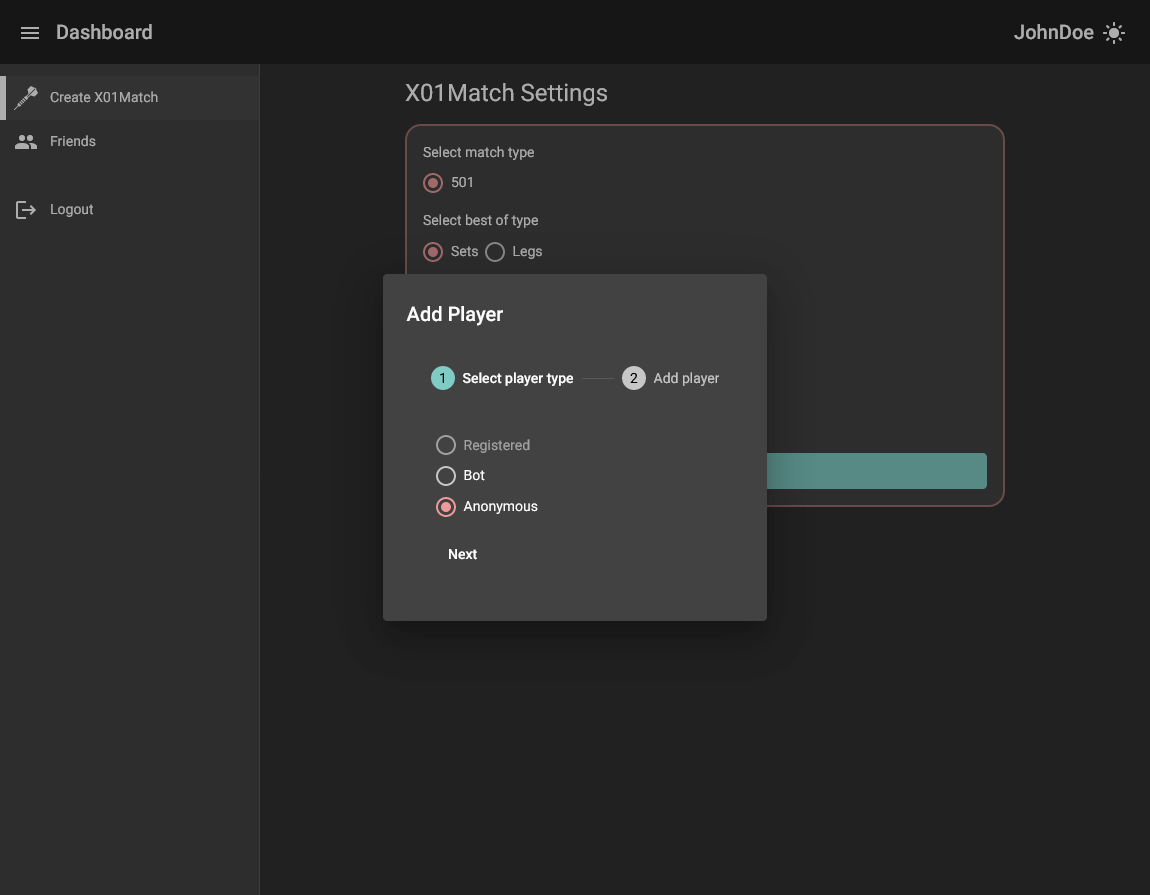 Dashboard
JohnDoe
Create X01Match
Friends
Logout
X01Match Settings
Select match type
501
Select best of type
Sets Legs
Add Player
1 Select player type 2 Add player
Registered
Bot
Anonymous
Next